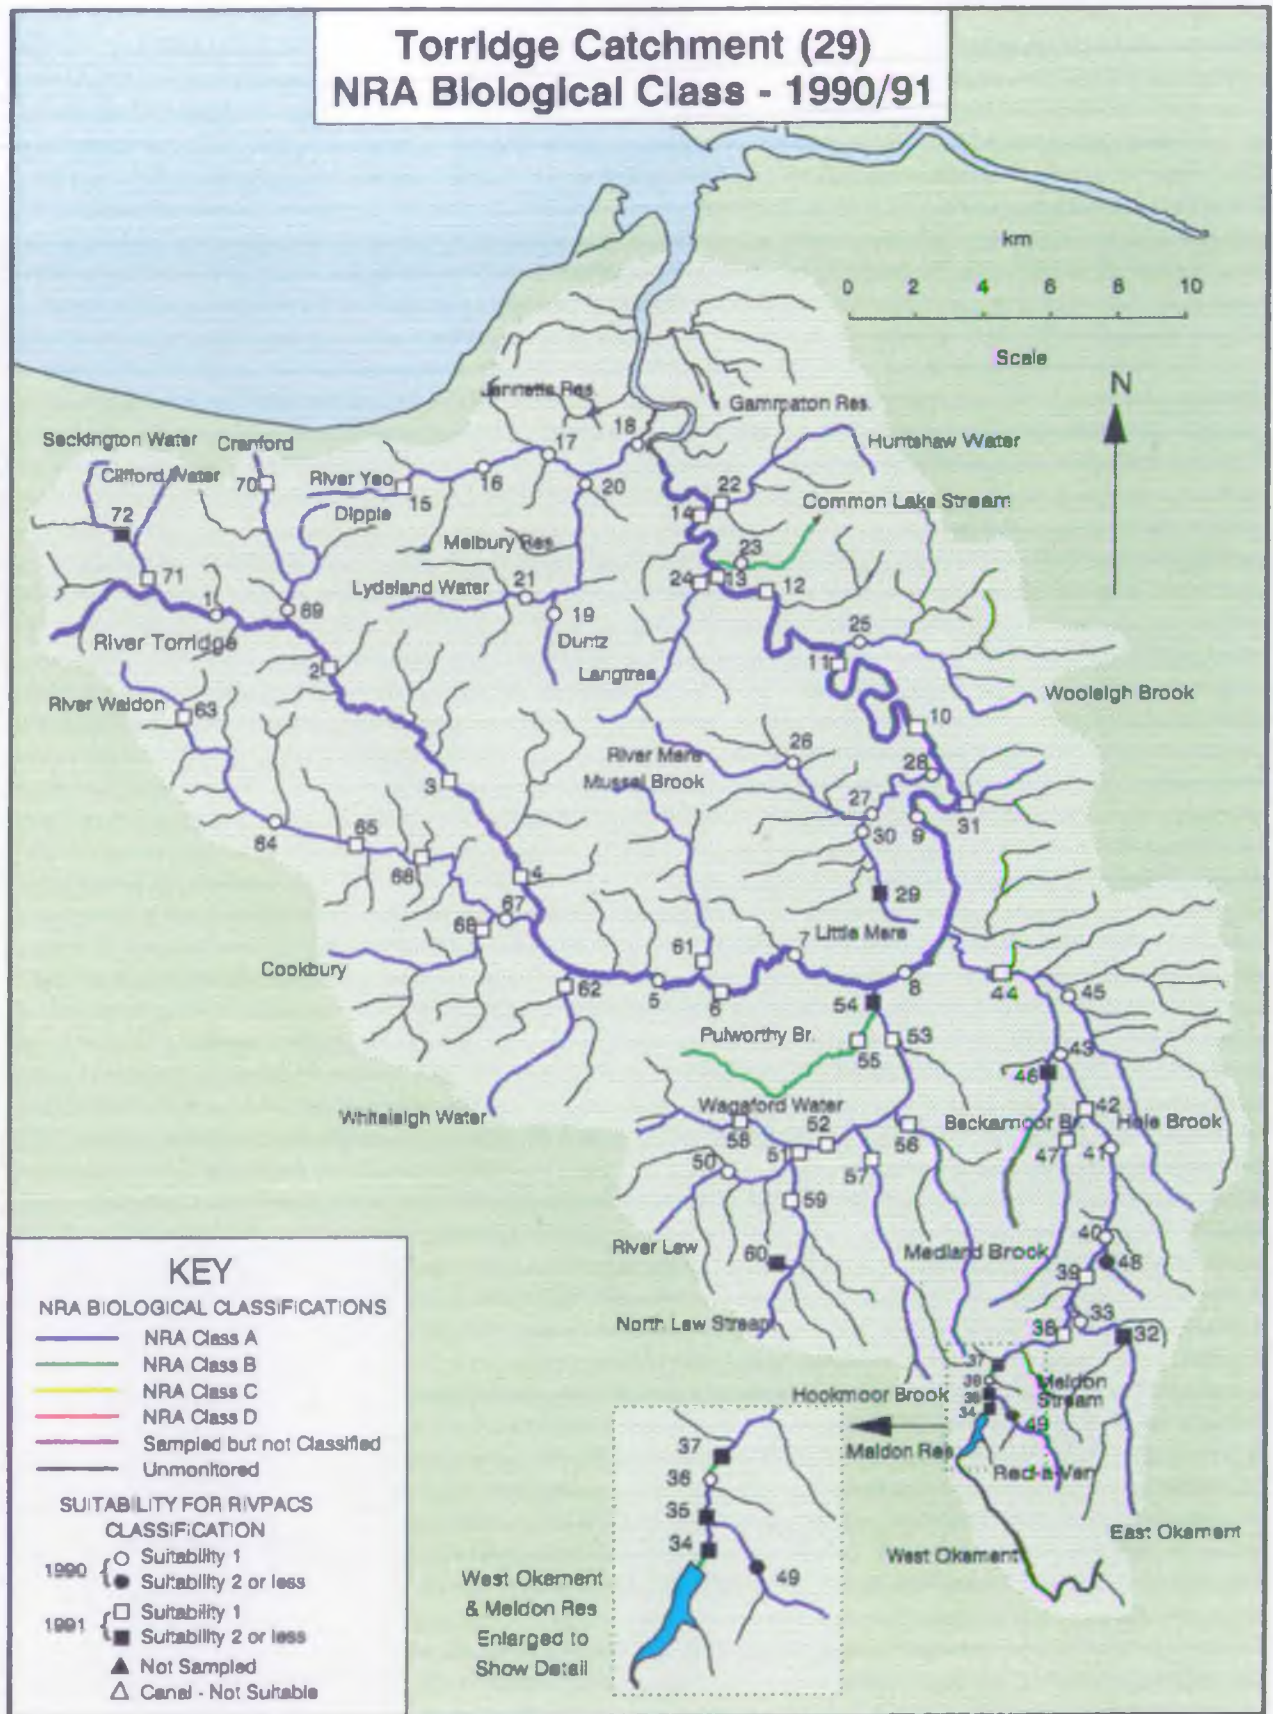 Torridge Catchment (29)
NRA Biological Class - 1990/91
km
0 2 4 6 8 10
Scale
N
Jennetts Res.
Gammaton Res.
Seckington Water
Cranford
Clifford Water
River Yeo
Dipple
Melbury Res.
Huntshaw Water
Common Lake Stream
Lydeland Water
Duntz
Langtree
River Torridge
River Waldon
Wooleigh Brook
River Mere
Mussel Brook
Little Mere
Cookbury
Pulworthy Br.
Whiteleigh Water
Wagaford Water
Beckamoor Br.
Hole Brook
River Lew
Medland Brook
North Lew Stream
Hookmoor Brook
Meldon
Stream
Meldon Res
Red-a-Ven
East Okement
West Okement
72
70
71
1
69
15
16
17
18
20
21
19
22
14
23
24
13
12
25
11
10
2
63
3
64
65
66
4
67
68
62
5
61
6
7
26
27
28
30
9
31
29
8
54
55
53
44
45
43
46
42
47
41
58
52
51
50
57
56
59
60
40
48
39
33
38
32
37
36
35
34
49
37
36
35
34
49
West Okement
& Meldon Res
Enlarged to
Show Detail
KEY
NRA BIOLOGICAL CLASSIFICATIONS
NRA Class A
NRA Class B
NRA Class C
NRA Class D
Sampled but not Classified
Unmonitored
SUITABILITY FOR RIVPACS
CLASSIFICATION
1990 { Suitability 1
Suitability 2 or less
1991 { Suitability 1
Suitability 2 or less
Not Sampled
Canal - Not Suitable